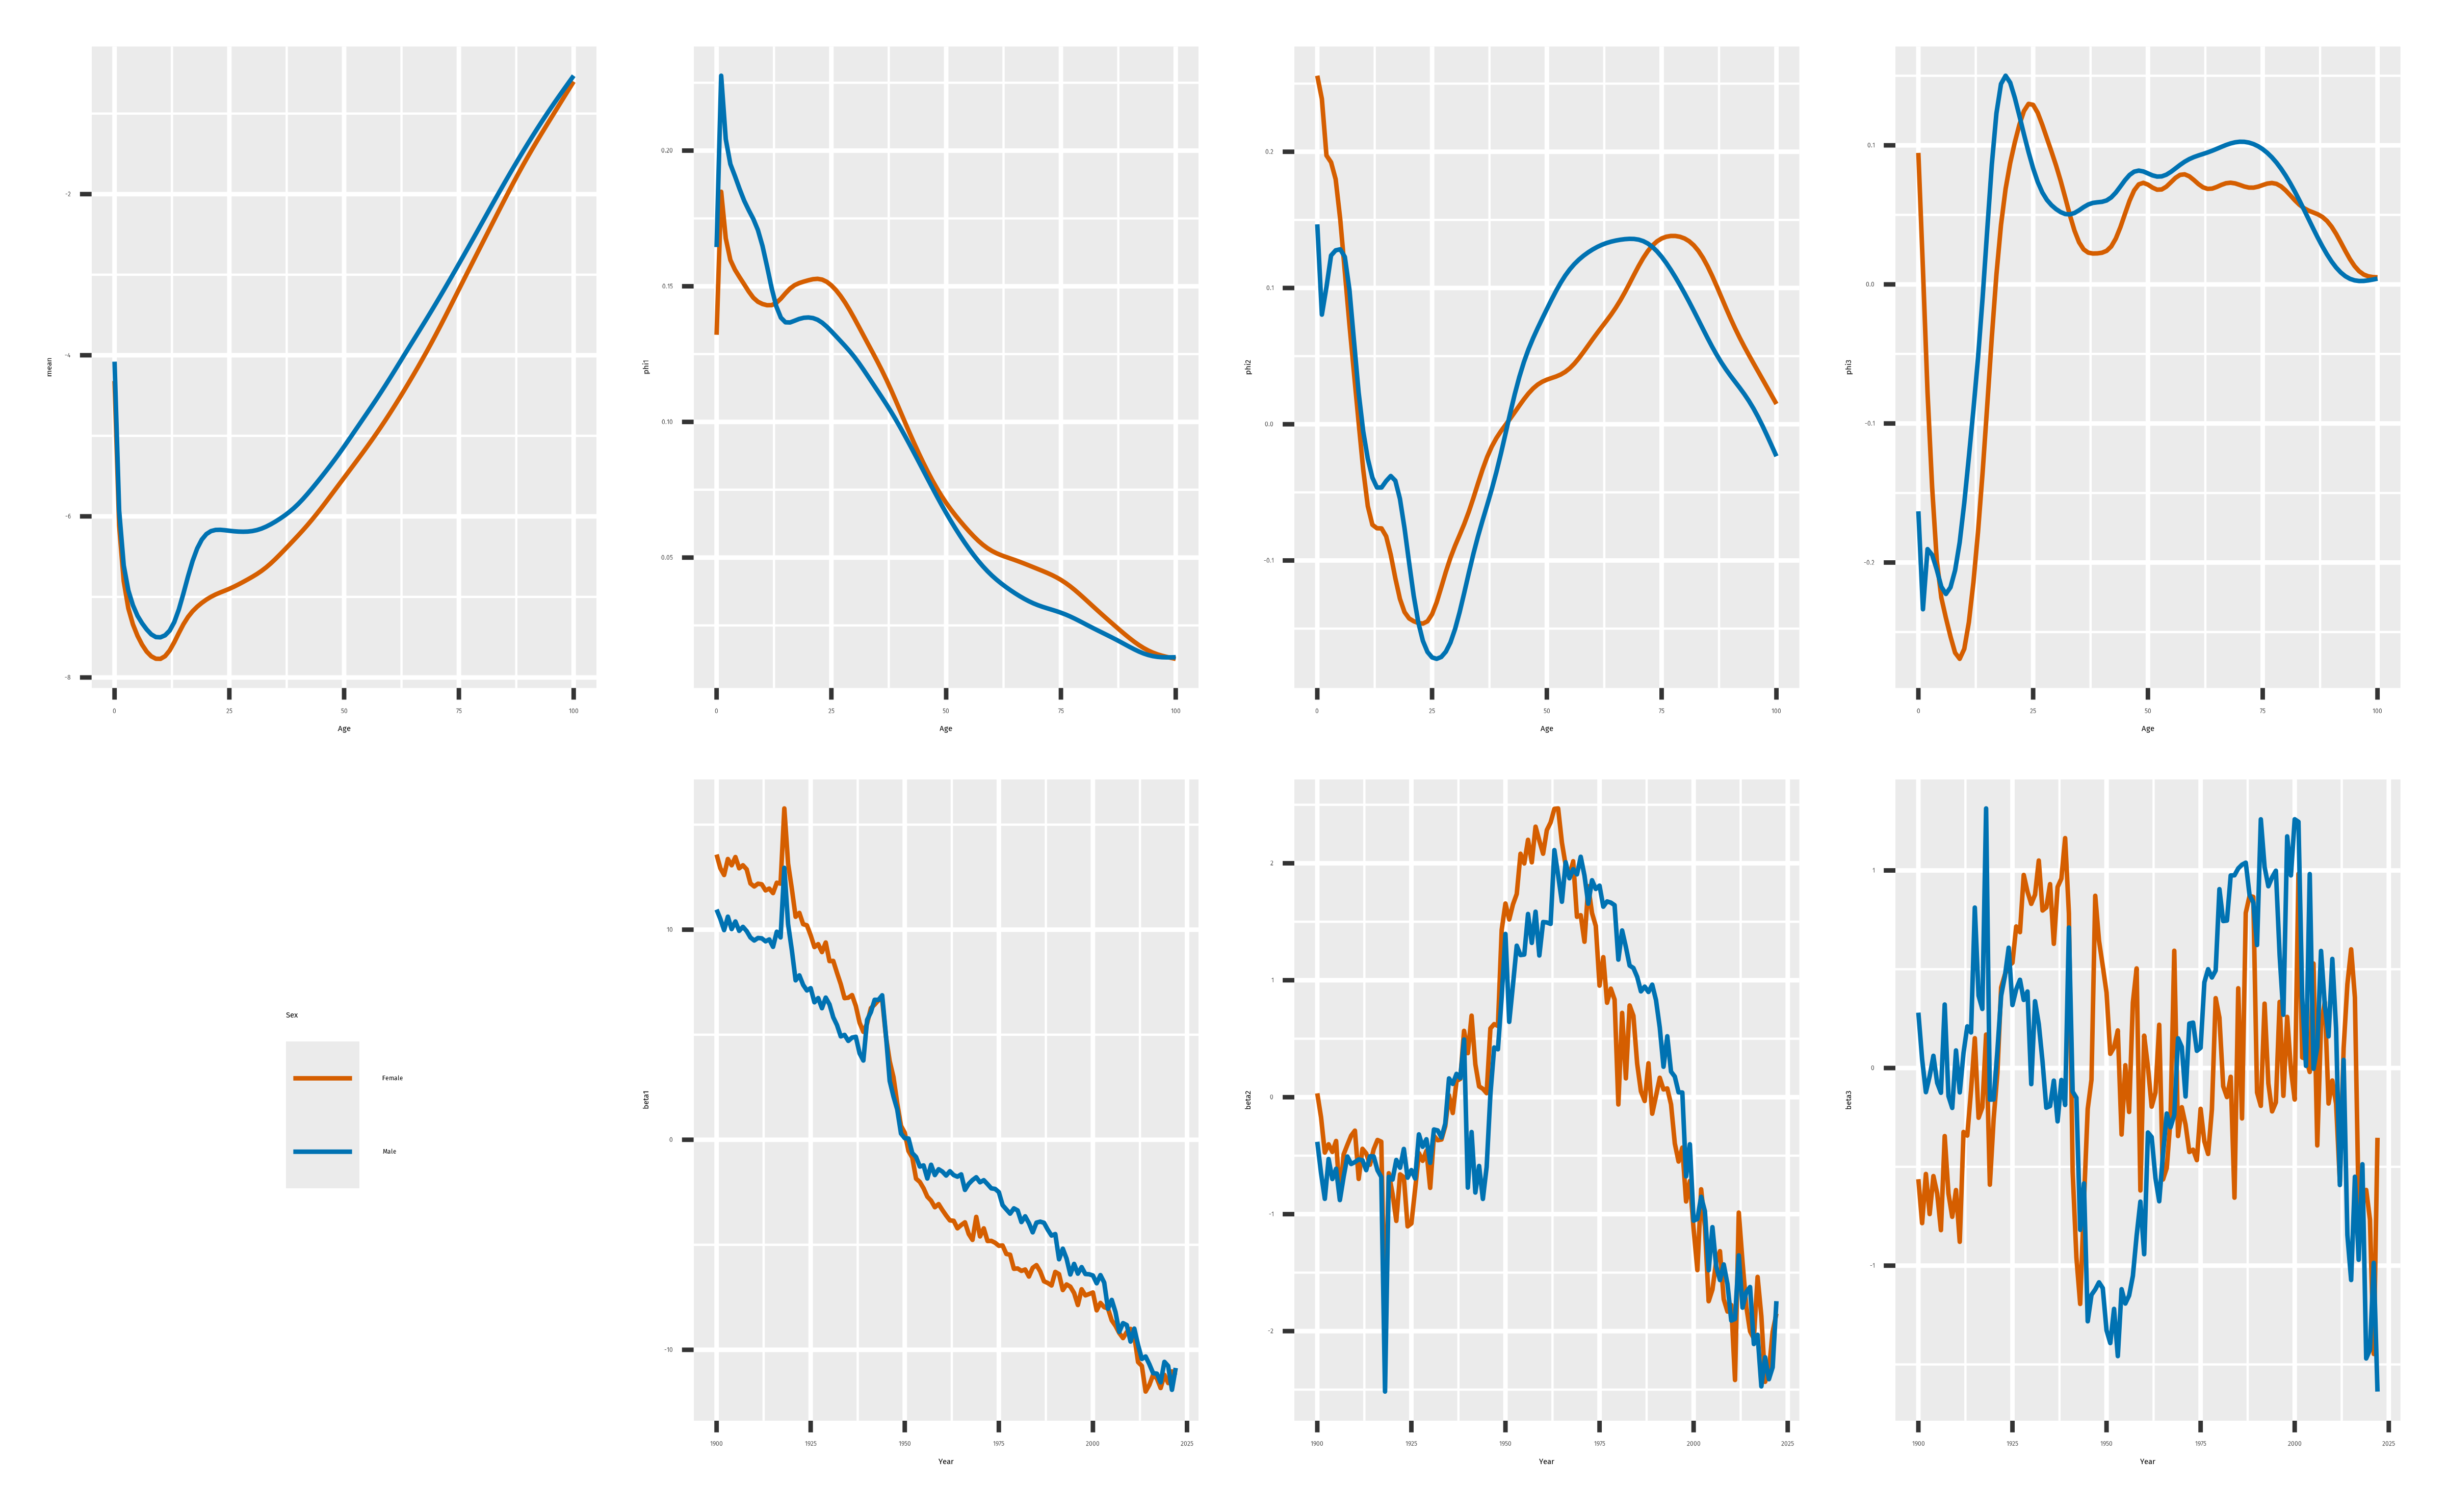 mean
-2
-4
-6
-8
0 25 50 75 100
Age
phi1
0.20
0.15
0.10
0.05
0 25 50 75 100
Age
phi2
0.2
0.1
0.0
-0.1
0 25 50 75 100
Age
phi3
0.1
0.0
-0.1
-0.2
0 25 50 75 100
Age
Sex
Female
Male
beta1
10
0
-10
1900 1925 1950 1975 2000 2025
Year
beta2
2
1
0
-1
-2
1900 1925 1950 1975 2000 2025
Year
beta3
1
0
-1
1900 1925 1950 1975 2000 2025
Year